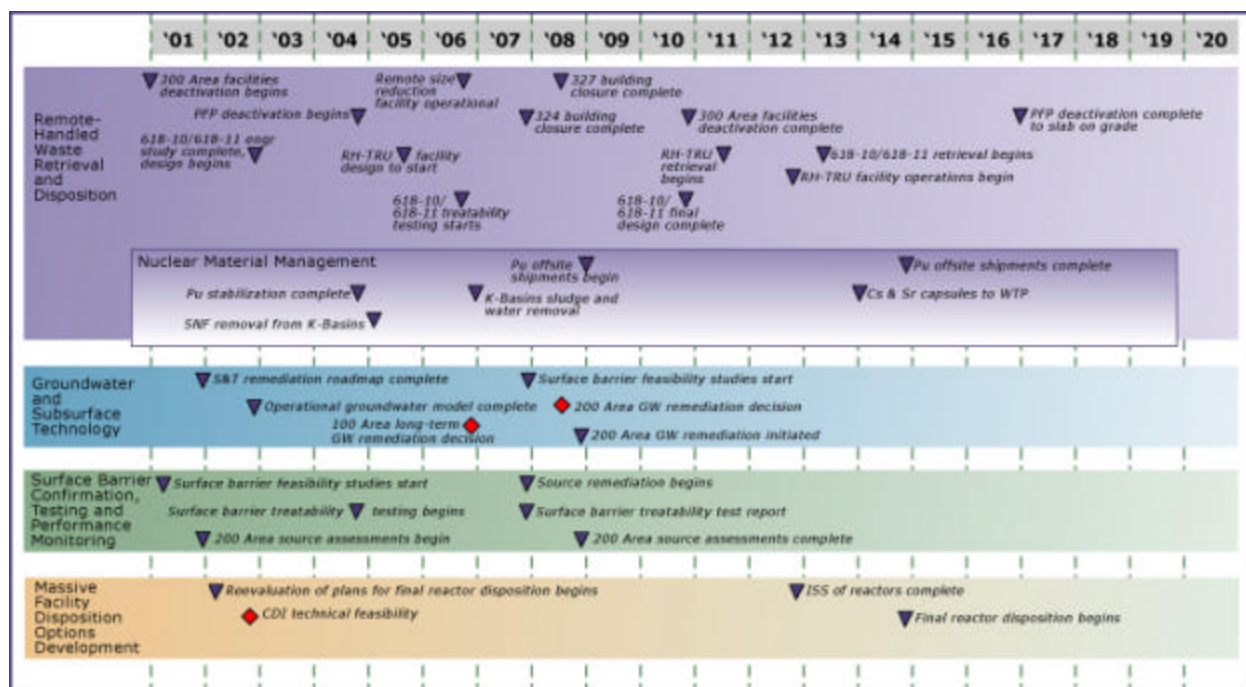 '01 '02 '03 '04 '05 '06 '07 '08 '09 '10 '11 '12 '13 '14 '15 '16 '17 '18 '19 '20
Remote-
Handled
Waste
Retrieval
and
Disposition
300 Area facilities
deactivation begins
Remote size
reduction
facility operational
327 building
closure complete
PFP deactivation begins
324 building
closure complete
300 Area facilities
deactivation complete
PFP deactivation complete
to slab on grade
618-10/618-11 engr
study complete,
design begins
RH-TRU facility
design to start
RH-TRU
retrieval
begins
618-10/618-11 retrieval begins
RH-TRU facility operations begin
618-10/
618-11 treatability
testing starts
618-10/
618-11 final
design complete
Nuclear Material Management
Pu offsite
shipments begin
Pu offsite shipments complete
Pu stabilization complete
K-Basins sludge and
water removal
Cs & Sr capsules to WTP
SNF removal from K-Basins
Groundwater
and
Subsurface
Technology
S&T remediation roadmap complete
Surface barrier feasibility studies start
Operational groundwater model complete
200 Area GW remediation decision
100 Area long-term
GW remediation decision
200 Area GW remediation initiated
Surface Barrier
Confirmation,
Testing and
Performance
Monitoring
Surface barrier feasibility studies start
Source remediation begins
Surface barrier treatability testing begins
Surface barrier treatability test report
200 Area source assessments begin
200 Area source assessments complete
Massive
Facility
Disposition
Options
Development
Reevaluation of plans for final reactor disposition begins
ISS of reactors complete
CDI technical feasibility
Final reactor disposition begins